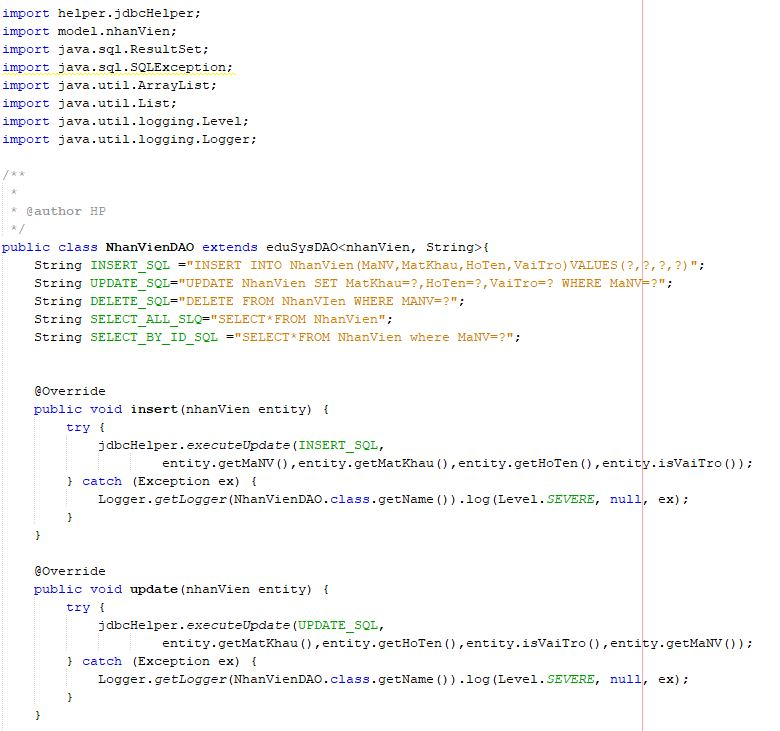 import helper.jdbcHelper;
import model.nhanVien;
import java.sql.ResultSet;
import java.sql.SQLException;
import java.util.ArrayList;
import java.util.List;
import java.util.logging.Level;
import java.util.logging.Logger;
/**
*
* @author HP
*/
public class NhanVienDAO extends eduSysDAO<nhanVien, String>{
String INSERT_SQL ="INSERT INTO NhanVien(MaNV,MatKhau,HoTen,VaiTro)VALUES(?,?,?,?)";
String UPDATE_SQL="UPDATE NhanVien SET MatKhau=?,HoTen=?,VaiTro=? WHERE MaNV=?";
String DELETE_SQL="DELETE FROM NhanVIen WHERE MANV=?";
String SELECT_ALL_SLQ="SELECT*FROM NhanVien";
String SELECT_BY_ID_SQL ="SELECT*FROM NhanVien where MaNV=?";
@Override
public void insert(nhanVien entity) {
try {
jdbcHelper.executeUpdate(INSERT_SQL,
entity.getMaNV(),entity.getMatKhau(),entity.getHoTen(),entity.isVaiTro());
} catch (Exception ex) {
Logger.getLogger(NhanVienDAO.class.getName()).log(Level.SEVERE, null, ex);
}
}
@Override
public void update(nhanVien entity) {
try {
jdbcHelper.executeUpdate(UPDATE_SQL,
entity.getMatKhau(),entity.getHoTen(),entity.isVaiTro(),entity.getMaNV());
} catch (Exception ex) {
Logger.getLogger(NhanVienDAO.class.getName()).log(Level.SEVERE, null, ex);
}
}